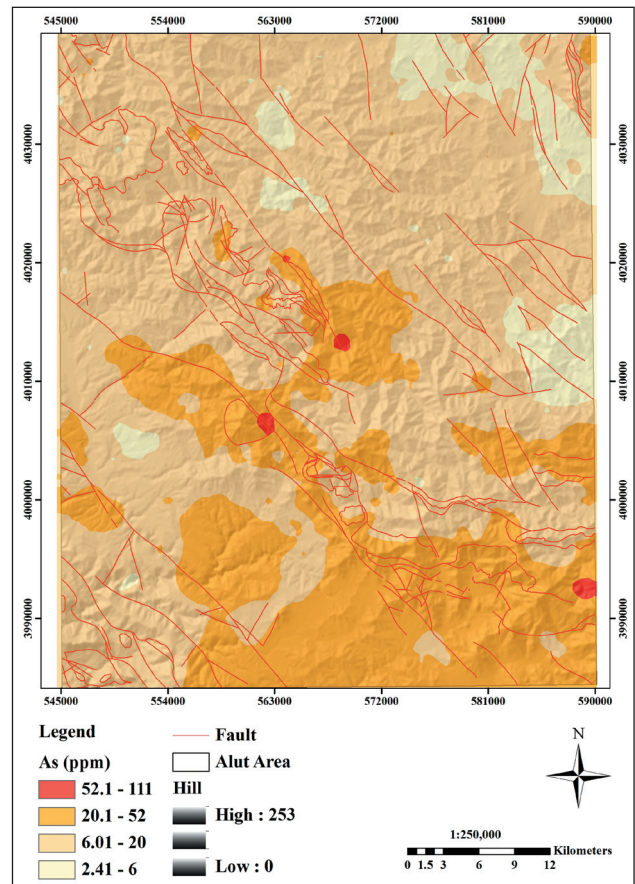 545000 554000 563000 572000 581000 590000
4030000 4030000
4020000 4020000
4010000 4010000
4000000 4000000
3990000 3990000
545000 554000 563000 572000 581000 590000
Legend
As (ppm)
52.1 - 111
20.1 - 52
6.01 - 20
2.41 - 6
Fault
Alut Area
Hill
High : 253
Low : 0
N
1:250,000
Kilometers
0 1.5 3 6 9 12